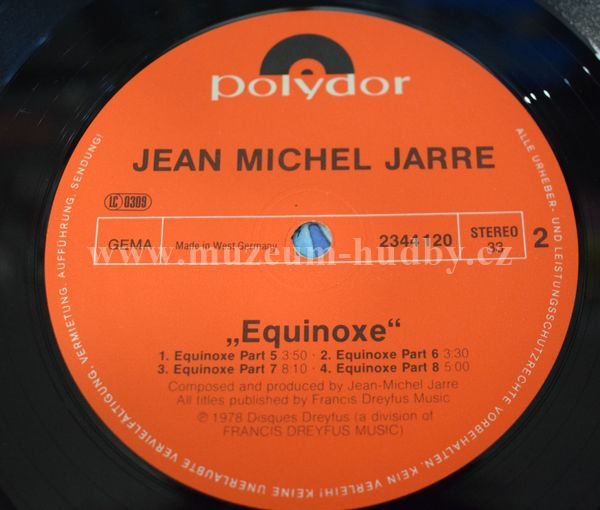 polydor
JEAN MICHEL JARRE
LC 0309
GEMA
Made in West Germany
2344120
STEREO
33
2
www.muzeum-hudby.cz
„Equinoxe“
1. Equinoxe Part 5 3:50 · 2. Equinoxe Part 6 3:30
3. Equinoxe Part 7 8:10 · 4. Equinoxe Part 8 5:00
Composed and produced by Jean-Michel Jarre
All titles published by Francis Dreyfus Music
℗ 1978 Disques Dreyfus (a division of
FRANCIS DREYFUS MUSIC)
ALLE URHEBER- UND LEISTUNGSSCHUTZRECHTE VORBEHALTEN. KEIN VERLEIH! KEINE UNERLAUBTE VERVIELFÄLTIGUNG, VERMIETUNG, AUFFÜHRUNG, SENDUNG!